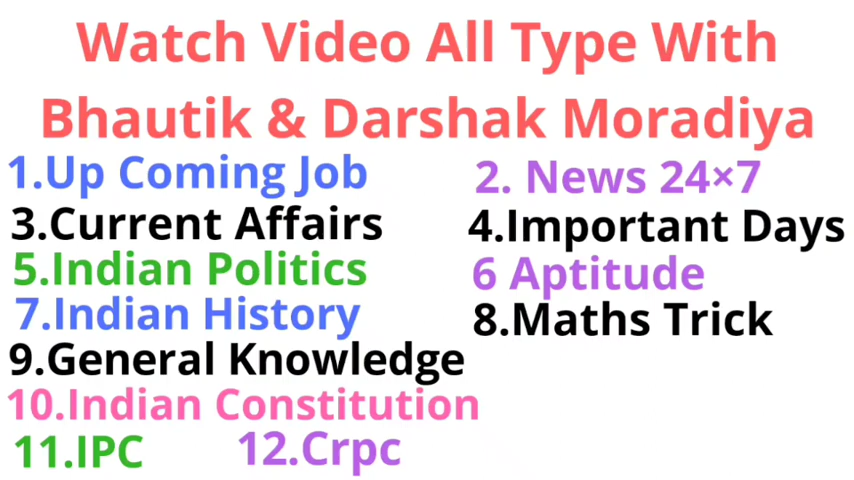 Watch Video All Type With
Bhautik & Darshak Moradiya
1.Up Coming Job
2. News 24×7
3.Current Affairs
4.Important Days
5.Indian Politics
6 Aptitude
7.Indian History
8.Maths Trick
9.General Knowledge
10.Indian Constitution
11.IPC
12.Crpc